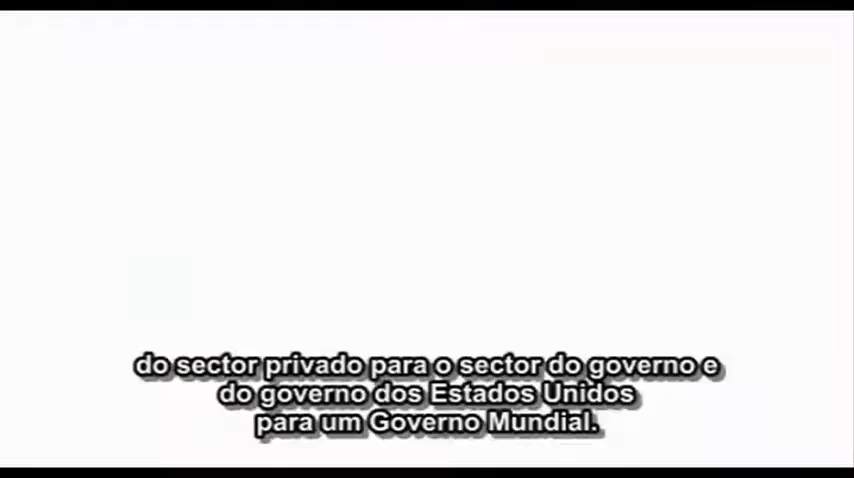 do sector privado para o sector do governo e
do governo dos Estados Unidos
para um Governo Mundial.